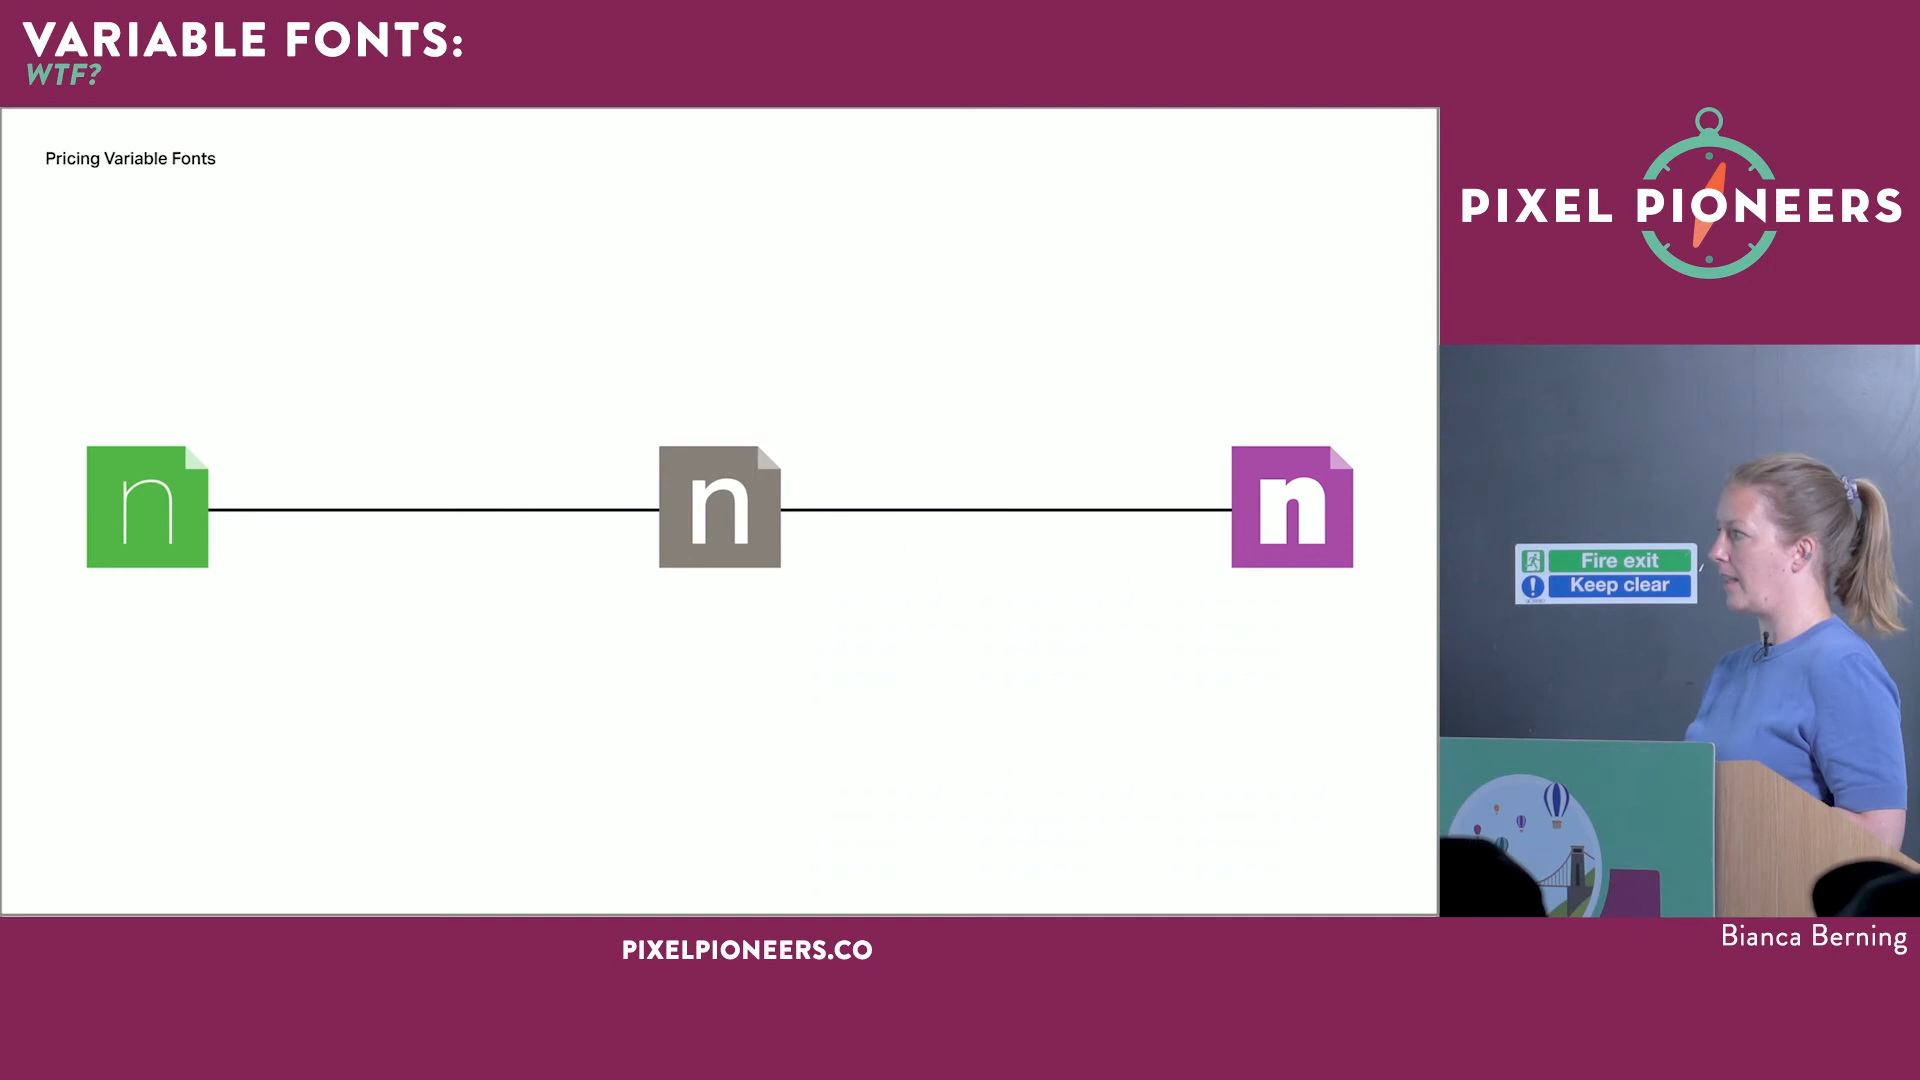 VARIABLE FONTS:
WTF?
Pricing Variable Fonts
n
n
n
PIXEL PIONEERS
Fire exit
Keep clear
Bianca Berning
PIXELPIONEERS.CO